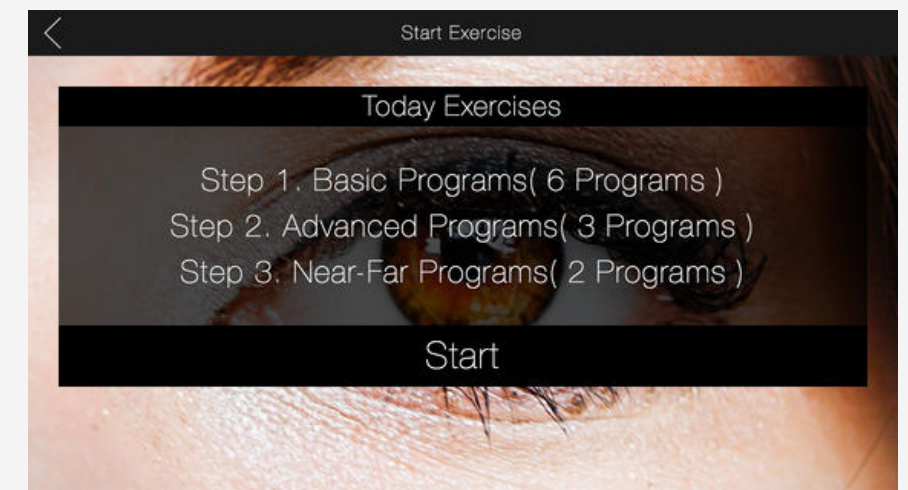 Start Exercise
Today Exercises
Step 1. Basic Programs( 6 Programs )
Step 2. Advanced Programs( 3 Programs )
Step 3. Near-Far Programs( 2 Programs )
Start